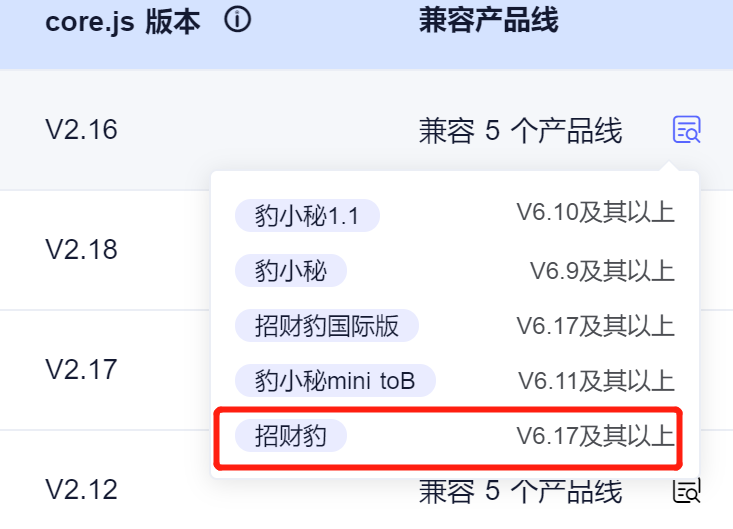 core.js 版本 兼容产品线
V2.16 兼容 5 个产品线
豹小秘1.1 V6.10及其以上
V2.18
豹小秘 V6.9及其以上
招财豹国际版 V6.17及其以上
V2.17
豹小秘mini toB V6.11及其以上
招财豹 V6.17及其以上
V2.12 兼容 5 个产品线